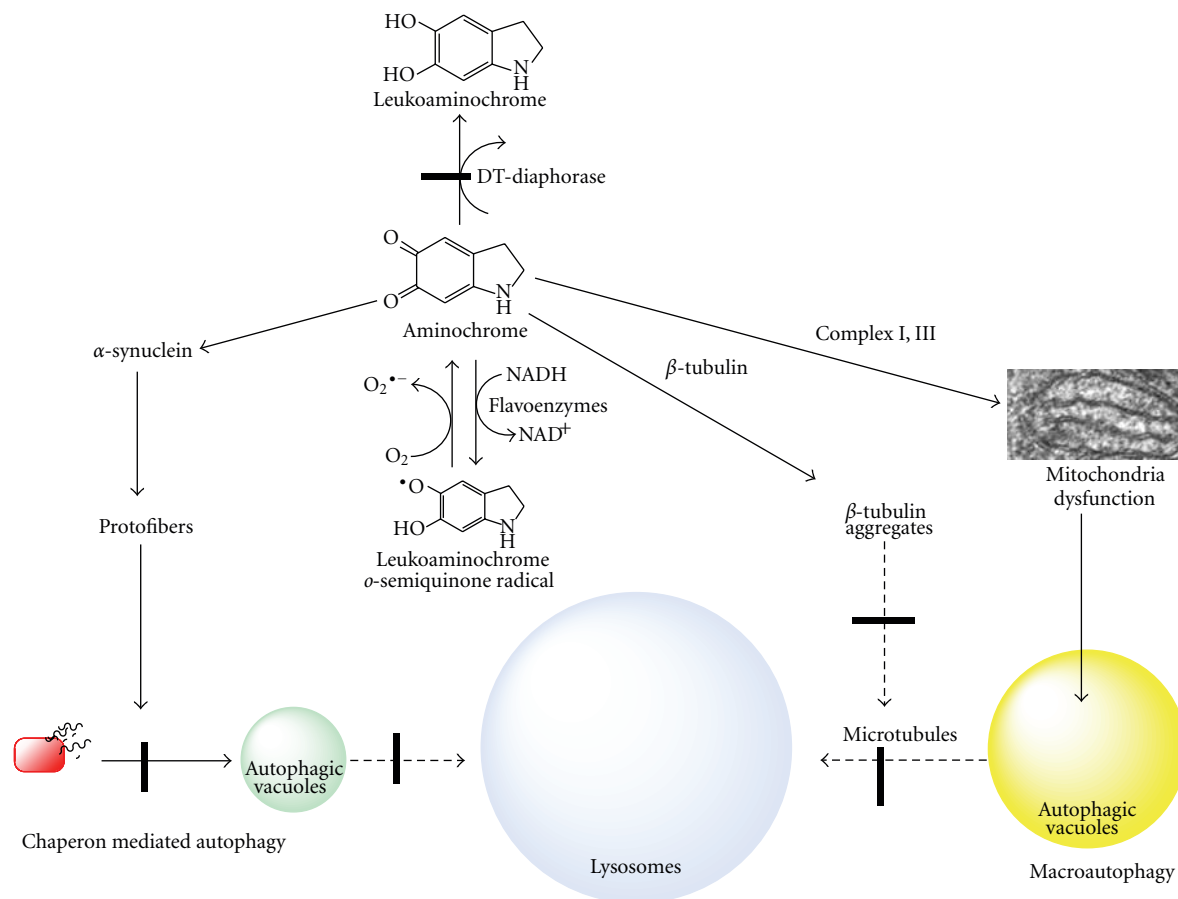 HO
HO
N
H
Leukoaminochrome
DT-diaphorase
O
O
N
H
Aminochrome
Complex I, III
α-synuclein
β-tubulin
O2•−
NADH
Flavoenzymes
NAD+
O2
•O
HO
N
H
Leukoaminochrome
o-semiquinone radical
Mitochondria
dysfunction
Protofibers
β-tubulin
aggregates
Microtubules
Autophagic
vacuoles
Autophagic
vacuoles
Chaperon mediated autophagy
Lysosomes
Macroautophagy